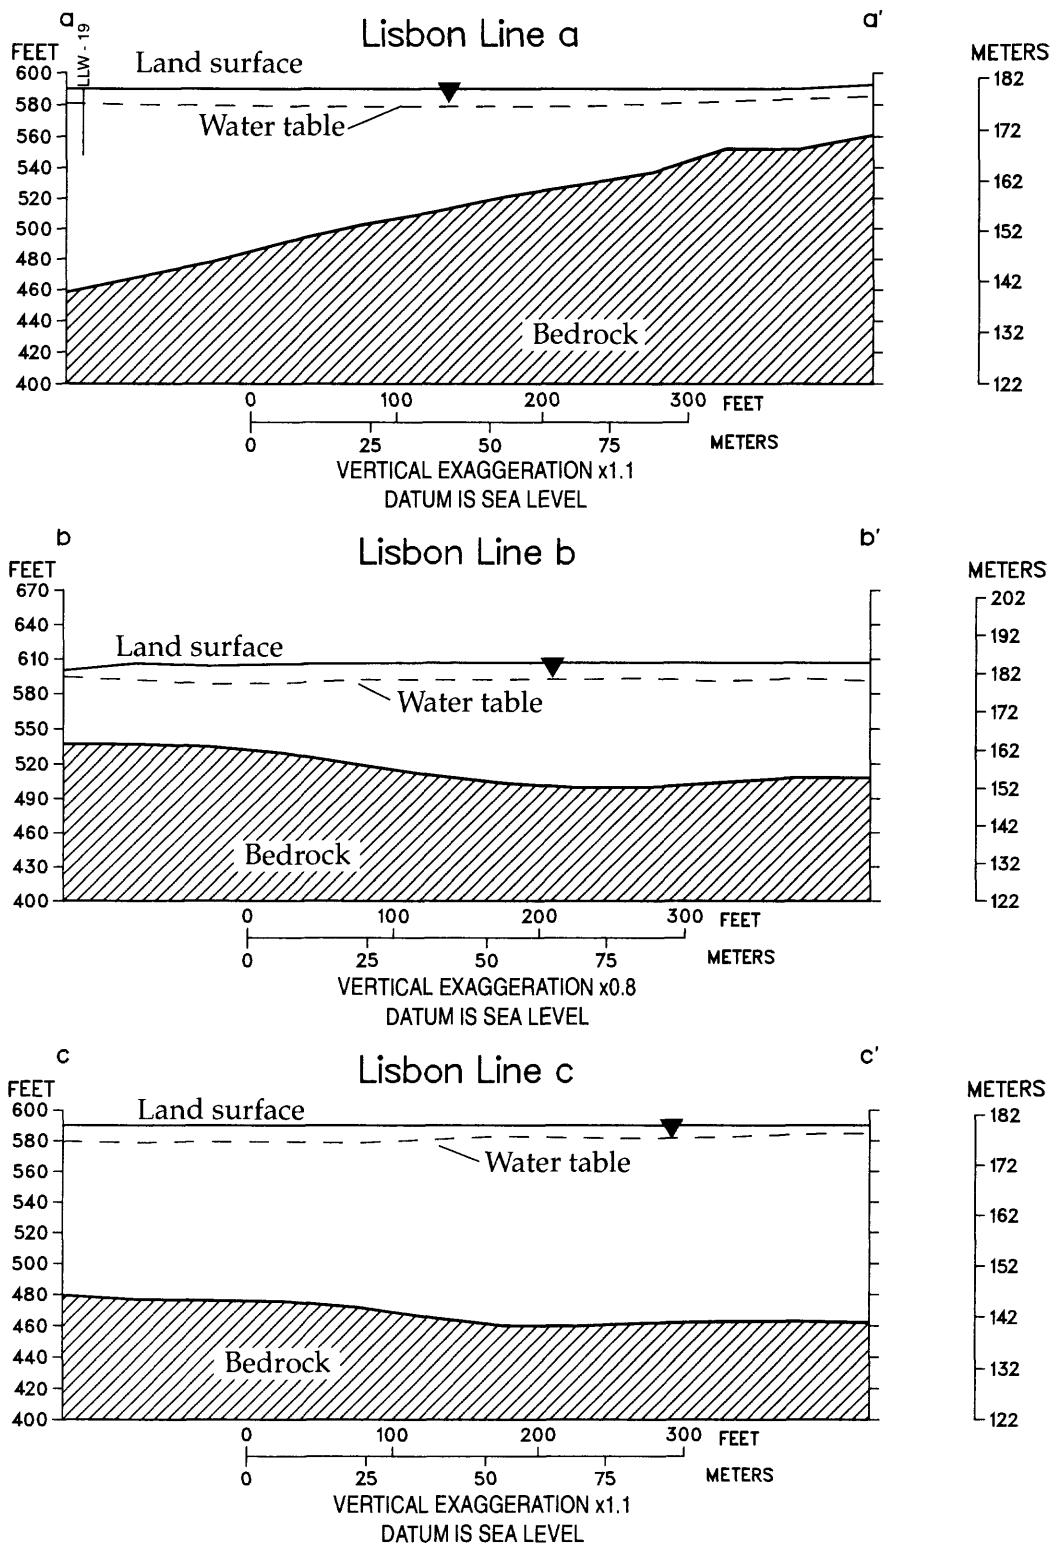 a a'
Lisbon Line a
FEET METERS
LLW - 19
Land surface
600 182
580
Water table
560 172
540 162
520
500 152
480
460 142
440
Bedrock
420 132
400 122
0 100 200 300 FEET
0 25 50 75 METERS
VERTICAL EXAGGERATION x1.1
DATUM IS SEA LEVEL
b b'
Lisbon Line b
FEET METERS
670 202
640 192
Land surface
610 182
580
Water table
550 172
520 162
490 152
460 142
Bedrock
430 132
400 122
0 100 200 300 FEET
0 25 50 75 METERS
VERTICAL EXAGGERATION x0.8
DATUM IS SEA LEVEL
c c'
Lisbon Line c
FEET METERS
Land surface
600 182
580
Water table
560 172
540 162
520
500 152
480
460 142
440
Bedrock
420 132
400 122
0 100 200 300 FEET
0 25 50 75 METERS
VERTICAL EXAGGERATION x1.1
DATUM IS SEA LEVEL